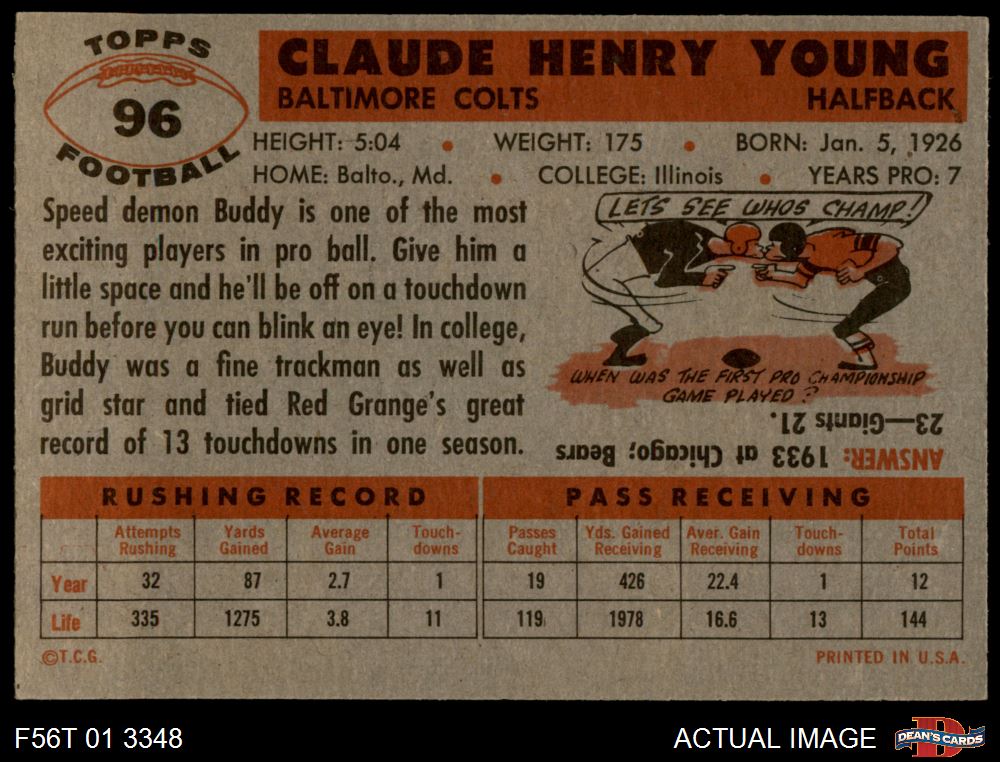 TOPPS
96
FOOTBALL
CLAUDE HENRY YOUNG
BALTIMORE COLTS HALFBACK
HEIGHT: 5:04 • WEIGHT: 175 • BORN: Jan. 5, 1926
HOME: Balto., Md. • COLLEGE: Illinois • YEARS PRO: 7
Speed demon Buddy is one of the most
exciting players in pro ball. Give him a
little space and he'll be off on a touchdown
run before you can blink an eye! In college,
Buddy was a fine trackman as well as
grid star and tied Red Grange's great
record of 13 touchdowns in one season.
LET'S SEE WHO'S CHAMP!
WHEN WAS THE FIRST PRO CHAMPIONSHIP
GAME PLAYED?
ANSWER: 1933 at Chicago; Bears
23—Giants 21.
RUSHING RECORD PASS RECEIVING
Attempts Rushing Yards Gained Average Gain Touch-downs Passes Caught Yds. Gained Receiving Aver. Gain Receiving Touch-downs Total Points
Year 32 87 2.7 1 19 426 22.4 1 12
Life 335 1275 3.8 11 119 1978 16.6 13 144
©T.C.G. PRINTED IN U.S.A.
F56T 01 3348 ACTUAL IMAGE DEAN'S CARDS